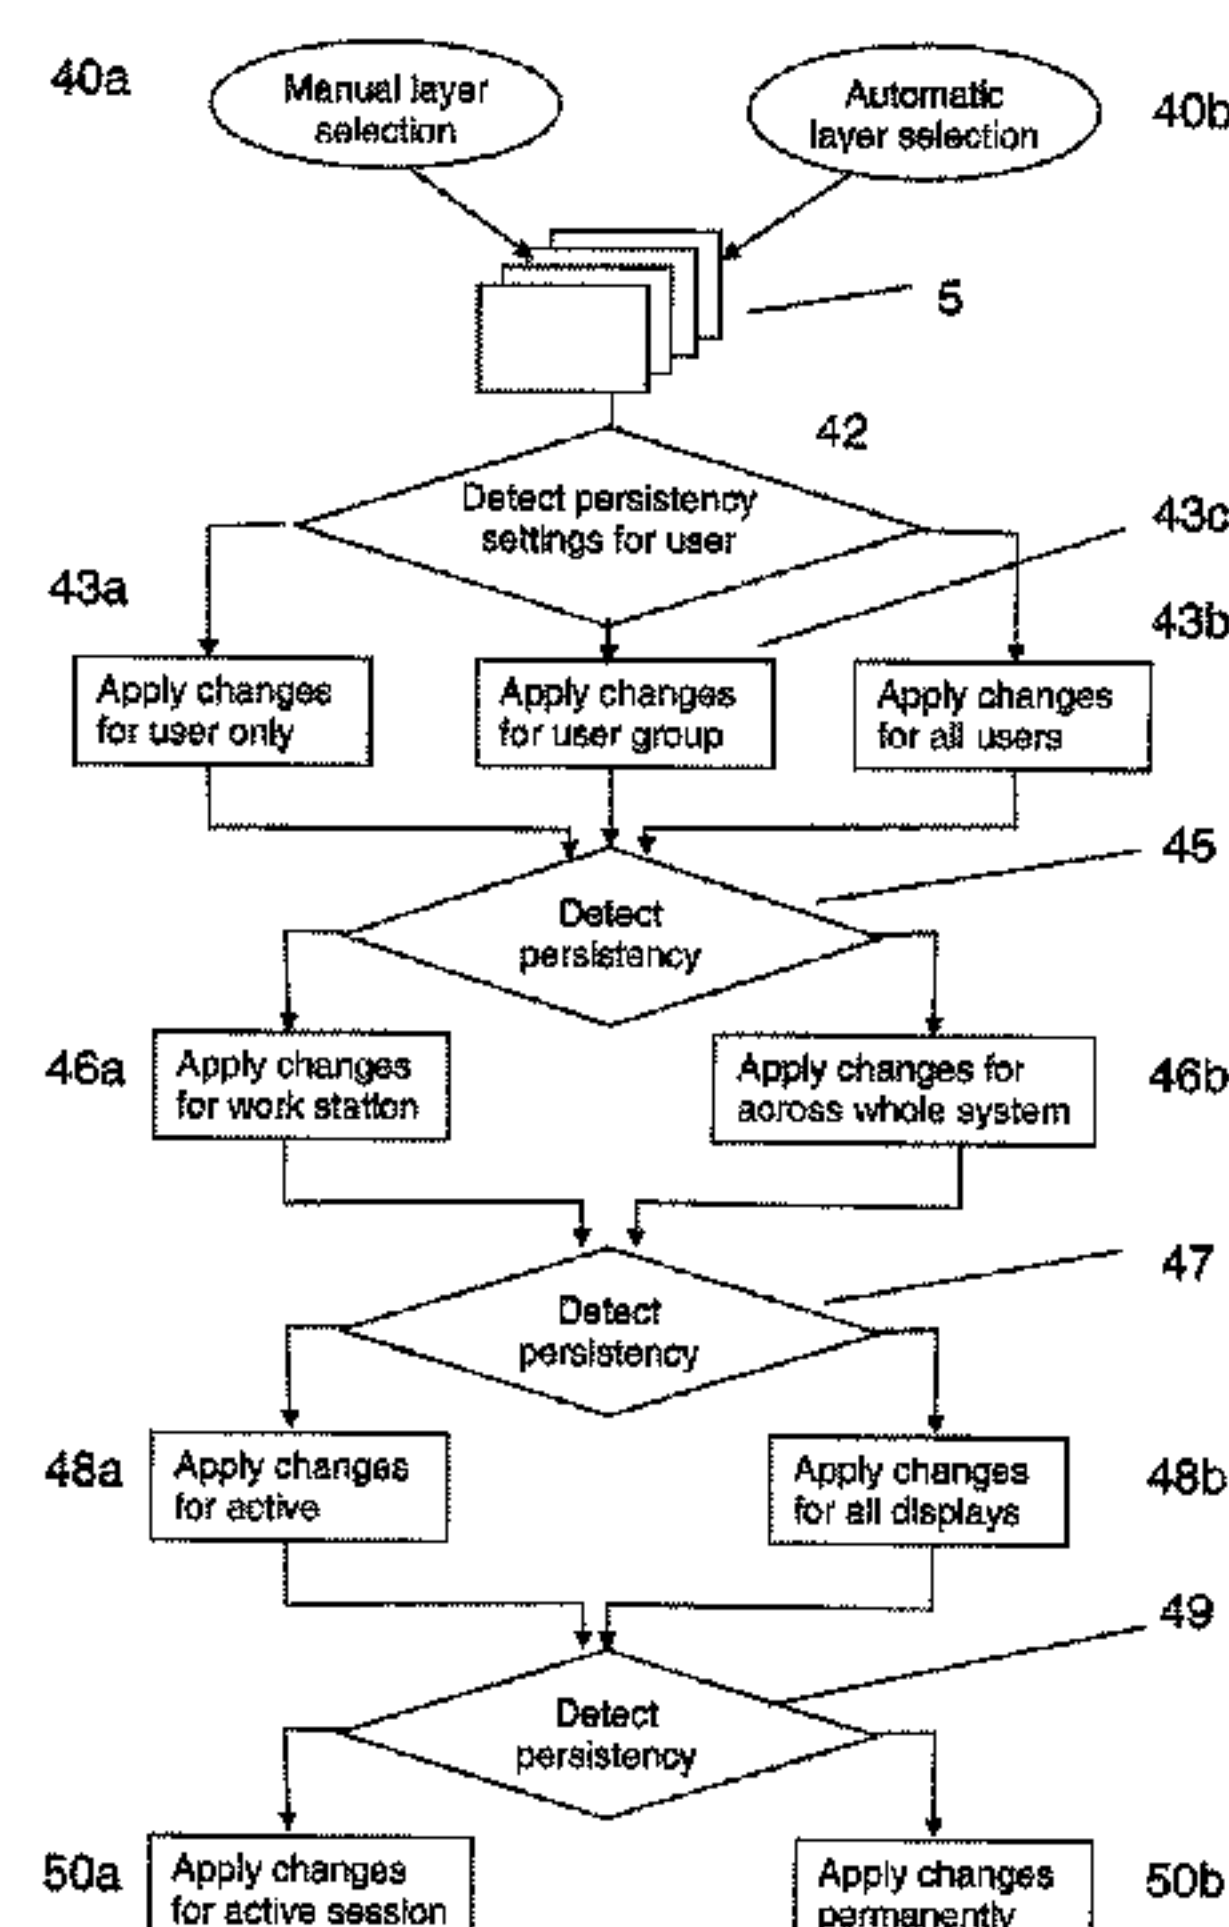 40a
Manual layer
selection
Automatic
layer selection
40b
5
42
Detect persistency
settings for user
43c
43a
43b
Apply changes
for user only
Apply changes
for user group
Apply changes
for all users
45
Detect
persistency
46a
Apply changes
for work station
Apply changes for
across whole system
46b
47
Detect
persistency
48a
Apply changes
for active
Apply changes
for all displays
48b
49
Detect
persistency
50a
Apply changes
for active session
Apply changes
permanently
50b